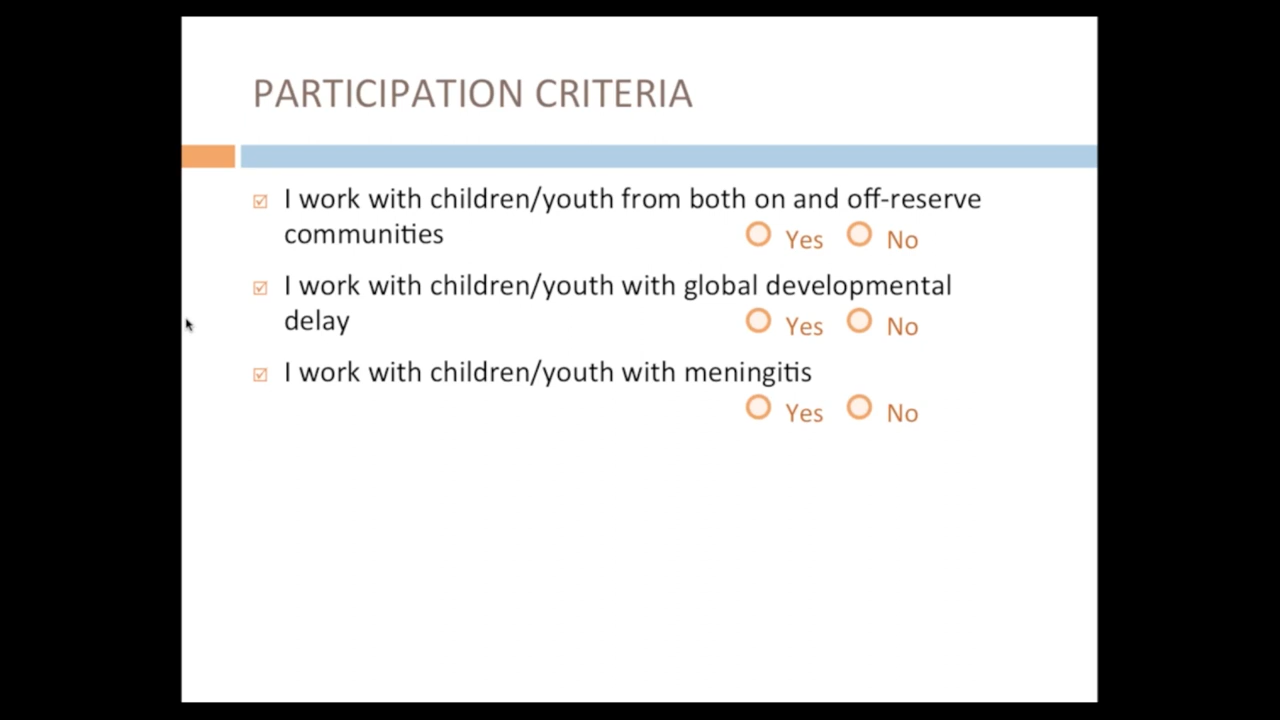 PARTICIPATION CRITERIA
I work with children/youth from both on and off-reserve
communities
Yes No
I work with children/youth with global developmental
delay
Yes No
I work with children/youth with meningitis
Yes No